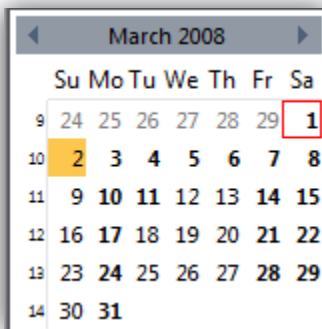 March 2008
Su Mo Tu We Th Fr Sa
9 24 25 26 27 28 29 1
10 2 3 4 5 6 7 8
11 9 10 11 12 13 14 15
12 16 17 18 19 20 21 22
13 23 24 25 26 27 28 29
14 30 31